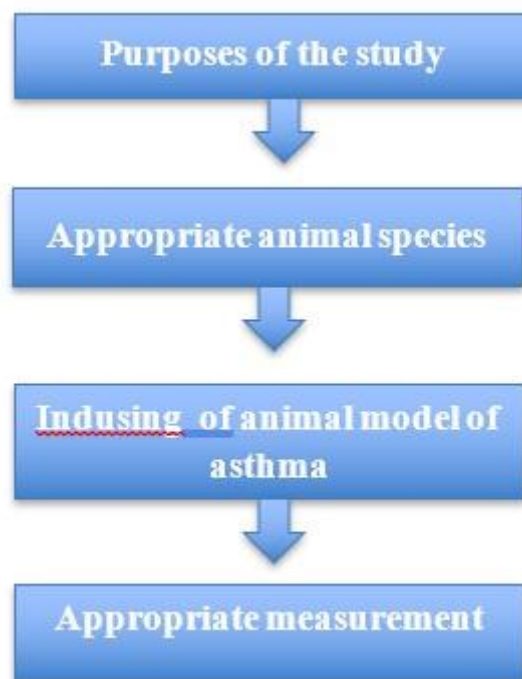 Purposes of the study
Appropriate animal species
Indusing of animal model of
asthma
Appropriate measurement